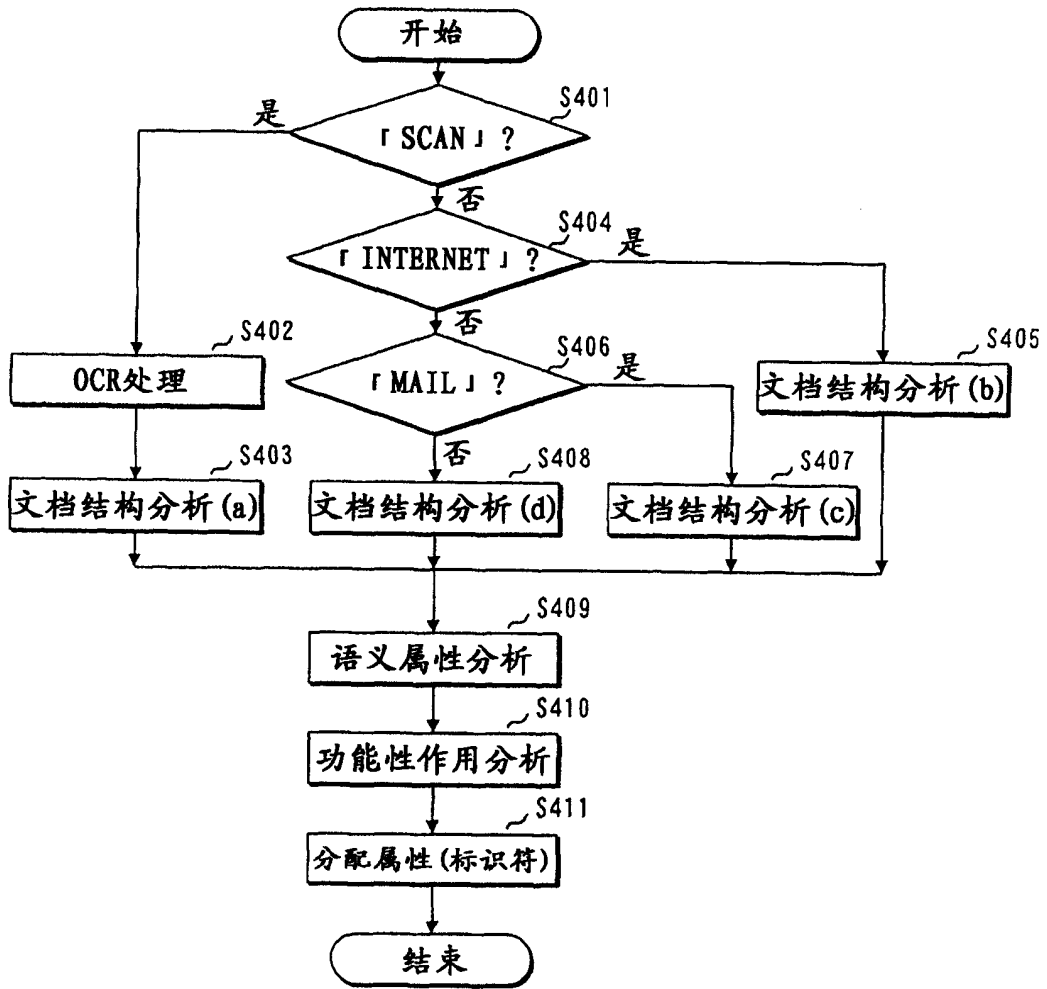 开始
S401
是
「SCAN」?
否
S404
是
「INTERNET」?
否
S402
S406
S405
OCR处理
「MAIL」?
是
文档结构分析(b)
否
S403
S408
S407
文档结构分析(a)
文档结构分析(d)
文档结构分析(c)
S409
语义属性分析
S410
功能性作用分析
S411
分配属性(标识符)
结束